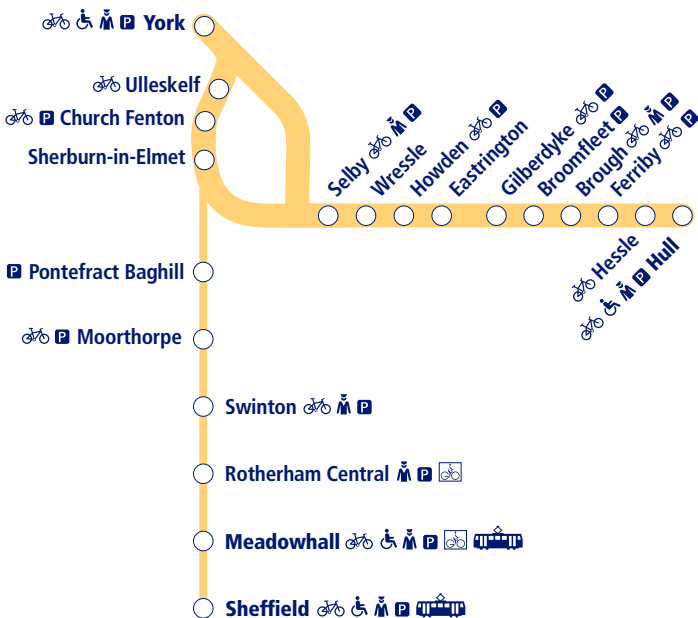 York P
Ulleskelf
P Church Fenton
Sherburn-in-Elmet
Selby P
Wressle
Howden P
Eastrington
Gilberdyke P
Broomfleet P
Brough P
Ferriby P
Hessle
P Hull
P Pontefract Baghill
P Moorthorpe
Swinton P
Rotherham Central P
Meadowhall P
Sheffield P